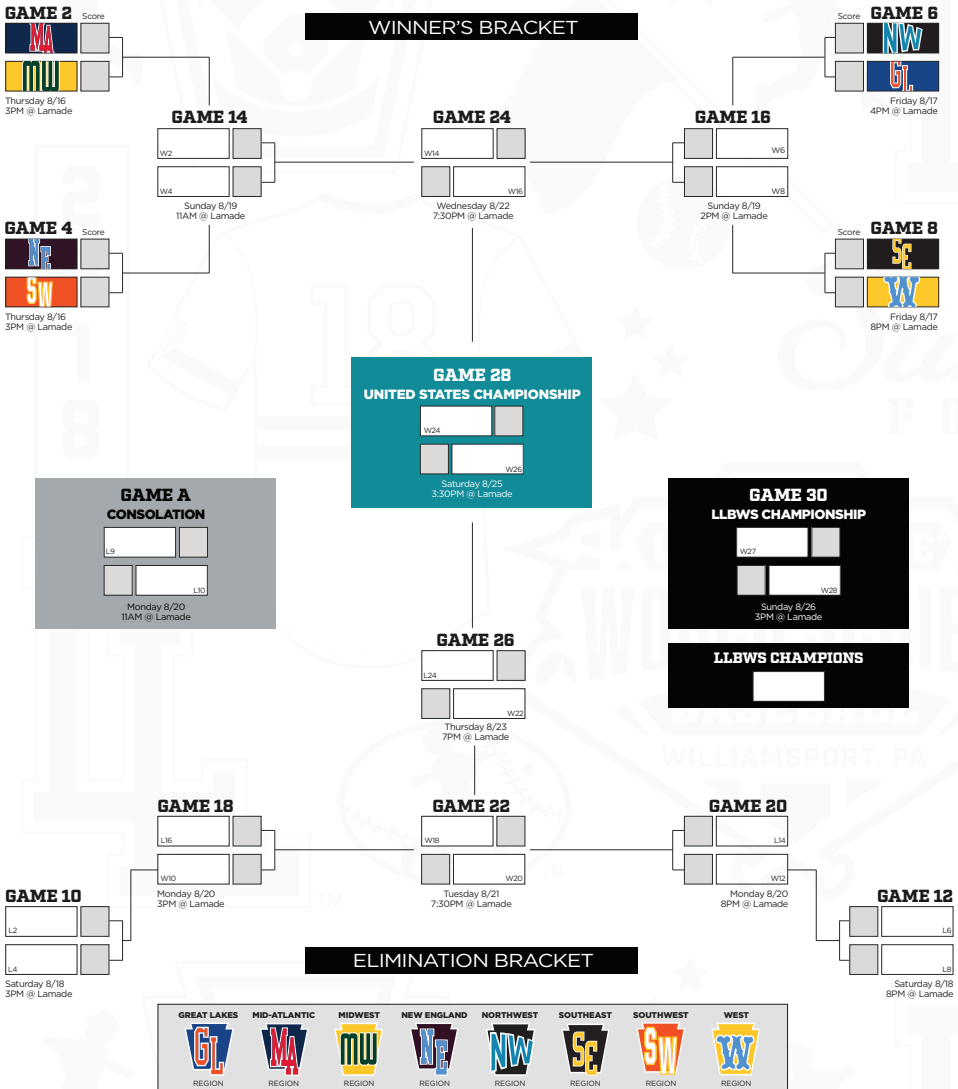 GAME 2 Score
MA
MW
Thursday 8/16
3PM @ Lamade
WINNER'S BRACKET
Score GAME 6
NW
GL
Friday 8/17
4PM @ Lamade
GAME 14
W2
W4
Sunday 8/19
11AM @ Lamade
GAME 24
W14
W16
Wednesday 8/22
7:30PM @ Lamade
GAME 16
W6
W8
Sunday 8/19
2PM @ Lamade
GAME 4 Score
NE
SW
Thursday 8/16
3PM @ Lamade
Score GAME 8
SE
W
Friday 8/17
8PM @ Lamade
GAME 28
UNITED STATES CHAMPIONSHIP
W24
W26
Saturday 8/25
3:30PM @ Lamade
GAME A
CONSOLATION
L9
L10
Monday 8/20
11AM @ Lamade
GAME 30
LLBWS CHAMPIONSHIP
W27
W28
Sunday 8/26
3PM @ Lamade
LLBWS CHAMPIONS
GAME 26
L24
W22
Thursday 8/23
7PM @ Lamade
WILLIAMSPORT, PA
GAME 18
L16
W10
Monday 8/20
3PM @ Lamade
GAME 22
W18
W20
Tuesday 8/21
7:30PM @ Lamade
GAME 20
L14
W12
Monday 8/20
8PM @ Lamade
TM
TM
GAME 10
L2
L4
Saturday 8/18
3PM @ Lamade
GAME 12
L6
L8
Saturday 8/18
8PM @ Lamade
ELIMINATION BRACKET
GREAT LAKES MID-ATLANTIC MIDWEST NEW ENGLAND NORTHWEST SOUTHEAST SOUTHWEST WEST
GL MA MW NE NW SE SW W
REGION REGION REGION REGION REGION REGION REGION REGION